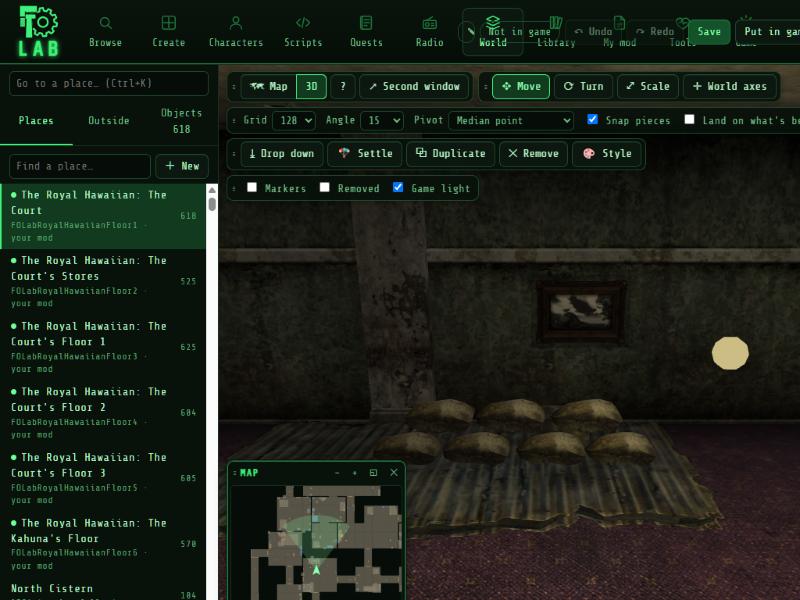 LAB
Browse
Create
Characters
Scripts
Quests
Radio
World
Library
My mod
Tools
Not in game
Undo
Redo
Save
Put in gam
Go to a place… (Ctrl+K)
Places
Outside
Objects
618
Find a place…
+ New
The Royal Hawaiian: The
Court
618
FOLabRoyalHawaiianFloor1 ·
your mod
The Royal Hawaiian: The
Court's Stores
525
FOLabRoyalHawaiianFloor2 ·
your mod
The Royal Hawaiian: The
Court's Floor 1
625
FOLabRoyalHawaiianFloor3 ·
your mod
The Royal Hawaiian: The
Court's Floor 2
604
FOLabRoyalHawaiianFloor4 ·
your mod
The Royal Hawaiian: The
Court's Floor 3
605
FOLabRoyalHawaiianFloor5 ·
your mod
The Royal Hawaiian: The
Kahuna's Floor
570
FOLabRoyalHawaiianFloor6 ·
your mod
North Cistern
104
Map
3D
?
Second window
Move
Turn
Scale
World axes
Grid
128
Angle
15
Pivot
Median point
Snap pieces
Land on what's be
Drop down
Settle
Duplicate
Remove
Style
Markers
Removed
Game light
MAP